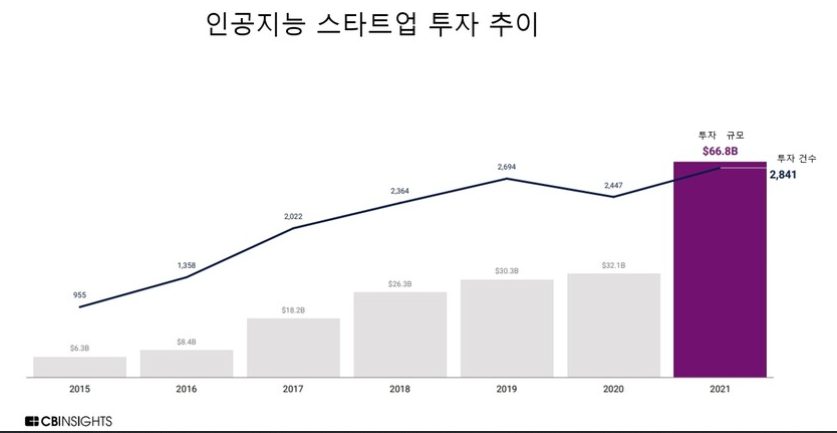 인공지능 스타트업 투자 추이
투자 규모
$66.8B
투자 건수
2,841
2,694
2,447
2,364
2,022
1,358
955
$6.3B
$8.4B
$18.2B
$26.3B
$30.3B
$32.1B
2015 2016 2017 2018 2019 2020 2021
CBINSIGHTS